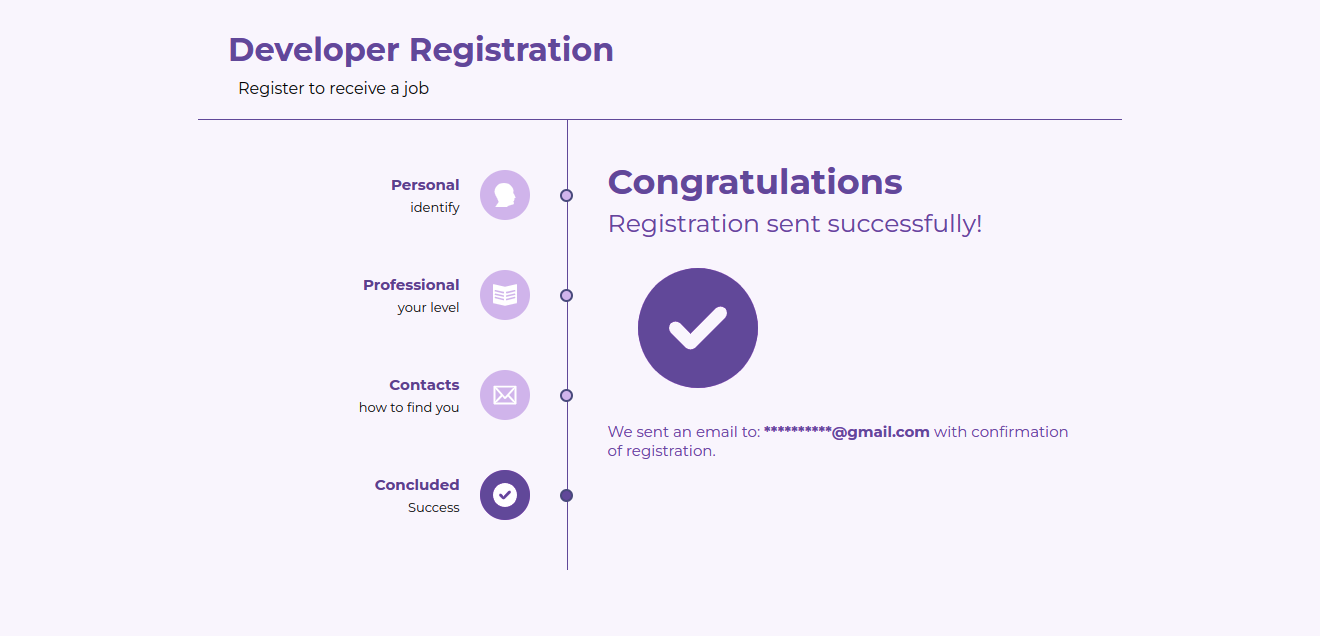 Developer Registration
Register to receive a job
Personal
identify
Professional
your level
Contacts
how to find you
Concluded
Success
Congratulations
Registration sent successfully!
We sent an email to: **********@gmail.com with confirmation
of registration.